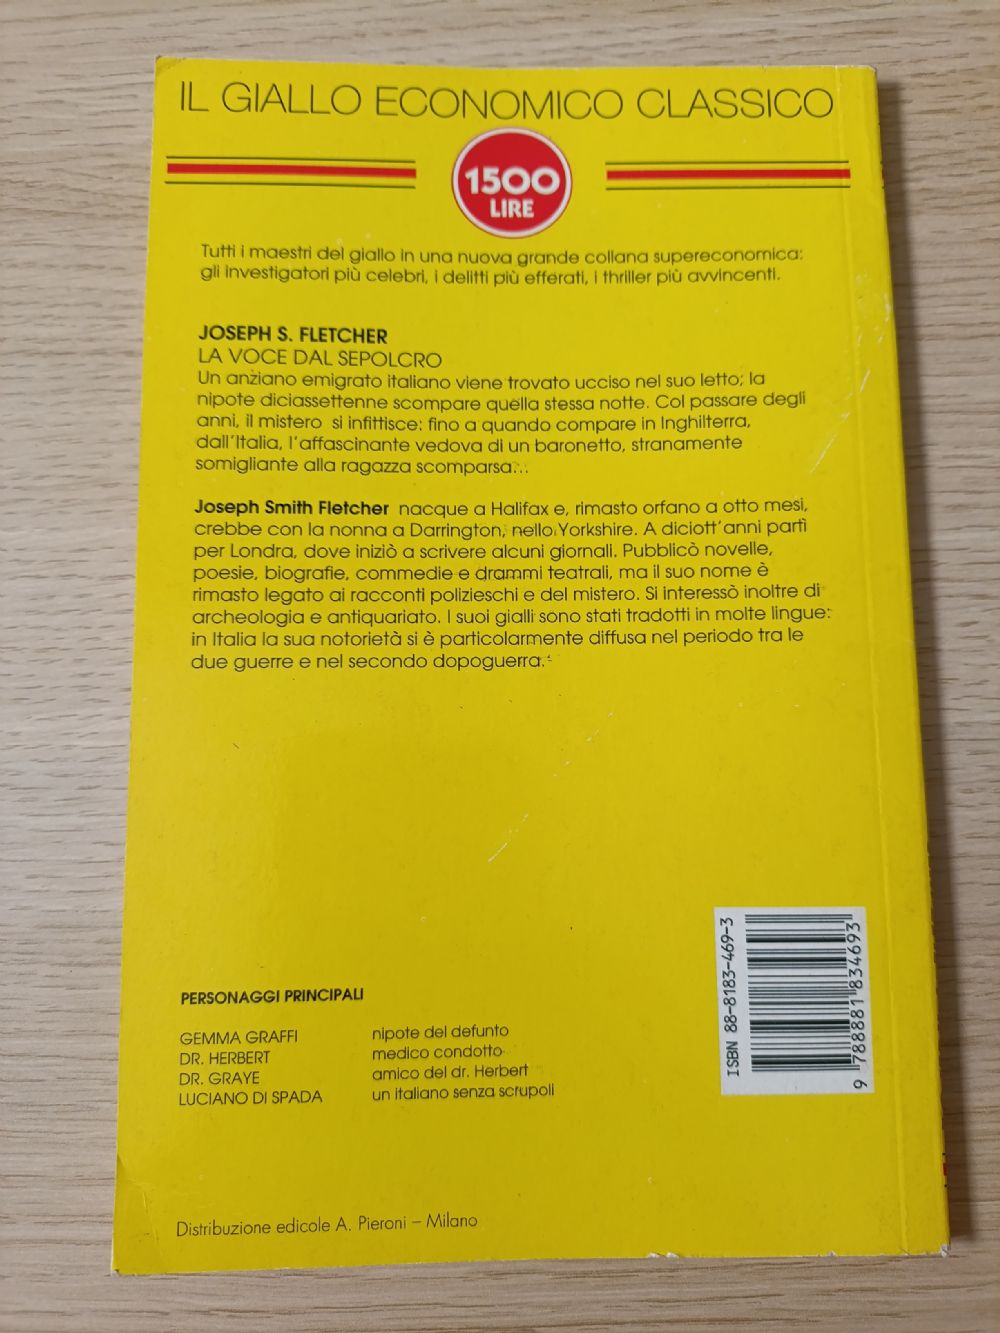 IL GIALLO ECONOMICO CLASSICO
1500
LIRE
Tutti i maestri del giallo in una nuova grande collana supereconomica:
gli investigatori più celebri, i delitti più efferati, i thriller più avvincenti.
JOSEPH S. FLETCHER
LA VOCE DAL SEPOLCRO
Un anziano emigrato italiano viene trovato ucciso nel suo letto; la
nipote diciassettenne scompare quella stessa notte. Col passare degli
anni, il mistero si infittisce: fino a quando compare in Inghilterra,
dall'Italia, l'affascinante vedova di un baronetto, stranamente
somigliante alla ragazza scomparsa...
Joseph Smith Fletcher nacque a Halifax e, rimasto orfano a otto mesi,
crebbe con la nonna a Darrington, nello Yorkshire. A diciott'anni partì
per Londra, dove iniziò a scrivere alcuni giornali. Pubblicò novelle,
poesie, biografie, commedie e drammi teatrali, ma il suo nome è
rimasto legato ai racconti polizieschi e del mistero. Si interessò inoltre di
archeologia e antiquariato. I suoi gialli sono stati tradotti in molte lingue:
in Italia la sua notorietà si è particolarmente diffusa nel periodo tra le
due guerre e nel secondo dopoguerra.
PERSONAGGI PRINCIPALI
GEMMA GRAFFI nipote del defunto
DR. HERBERT medico condotto
DR. GRAYE amico del dr. Herbert
LUCIANO DI SPADA un italiano senza scrupoli
ISBN 88-8183-469-3
9 788881 834693
Distribuzione edicole A. Pieroni – Milano